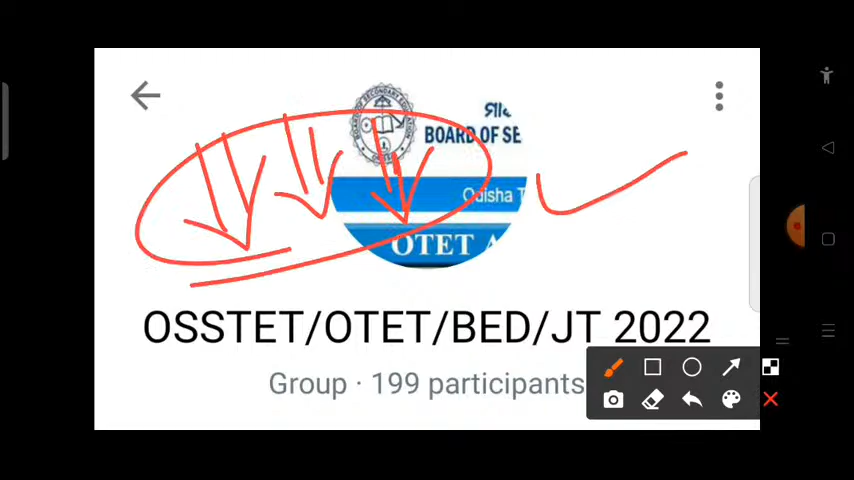 ମାଧ
BOARD OF SE
Odisha T
OTET A
OSSTET/OTET/BED/JT 2022
Group · 199 participants